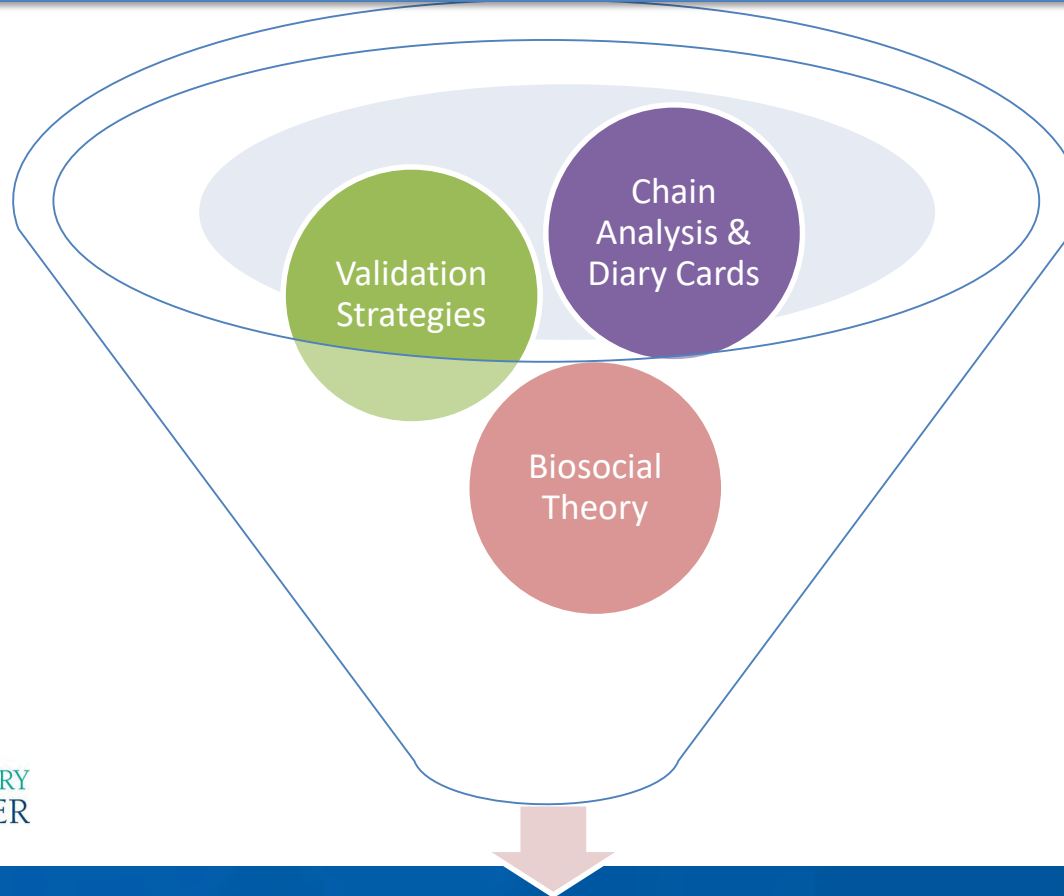 Chain
Analysis &
Diary Cards
Validation
Strategies
Biosocial
Theory